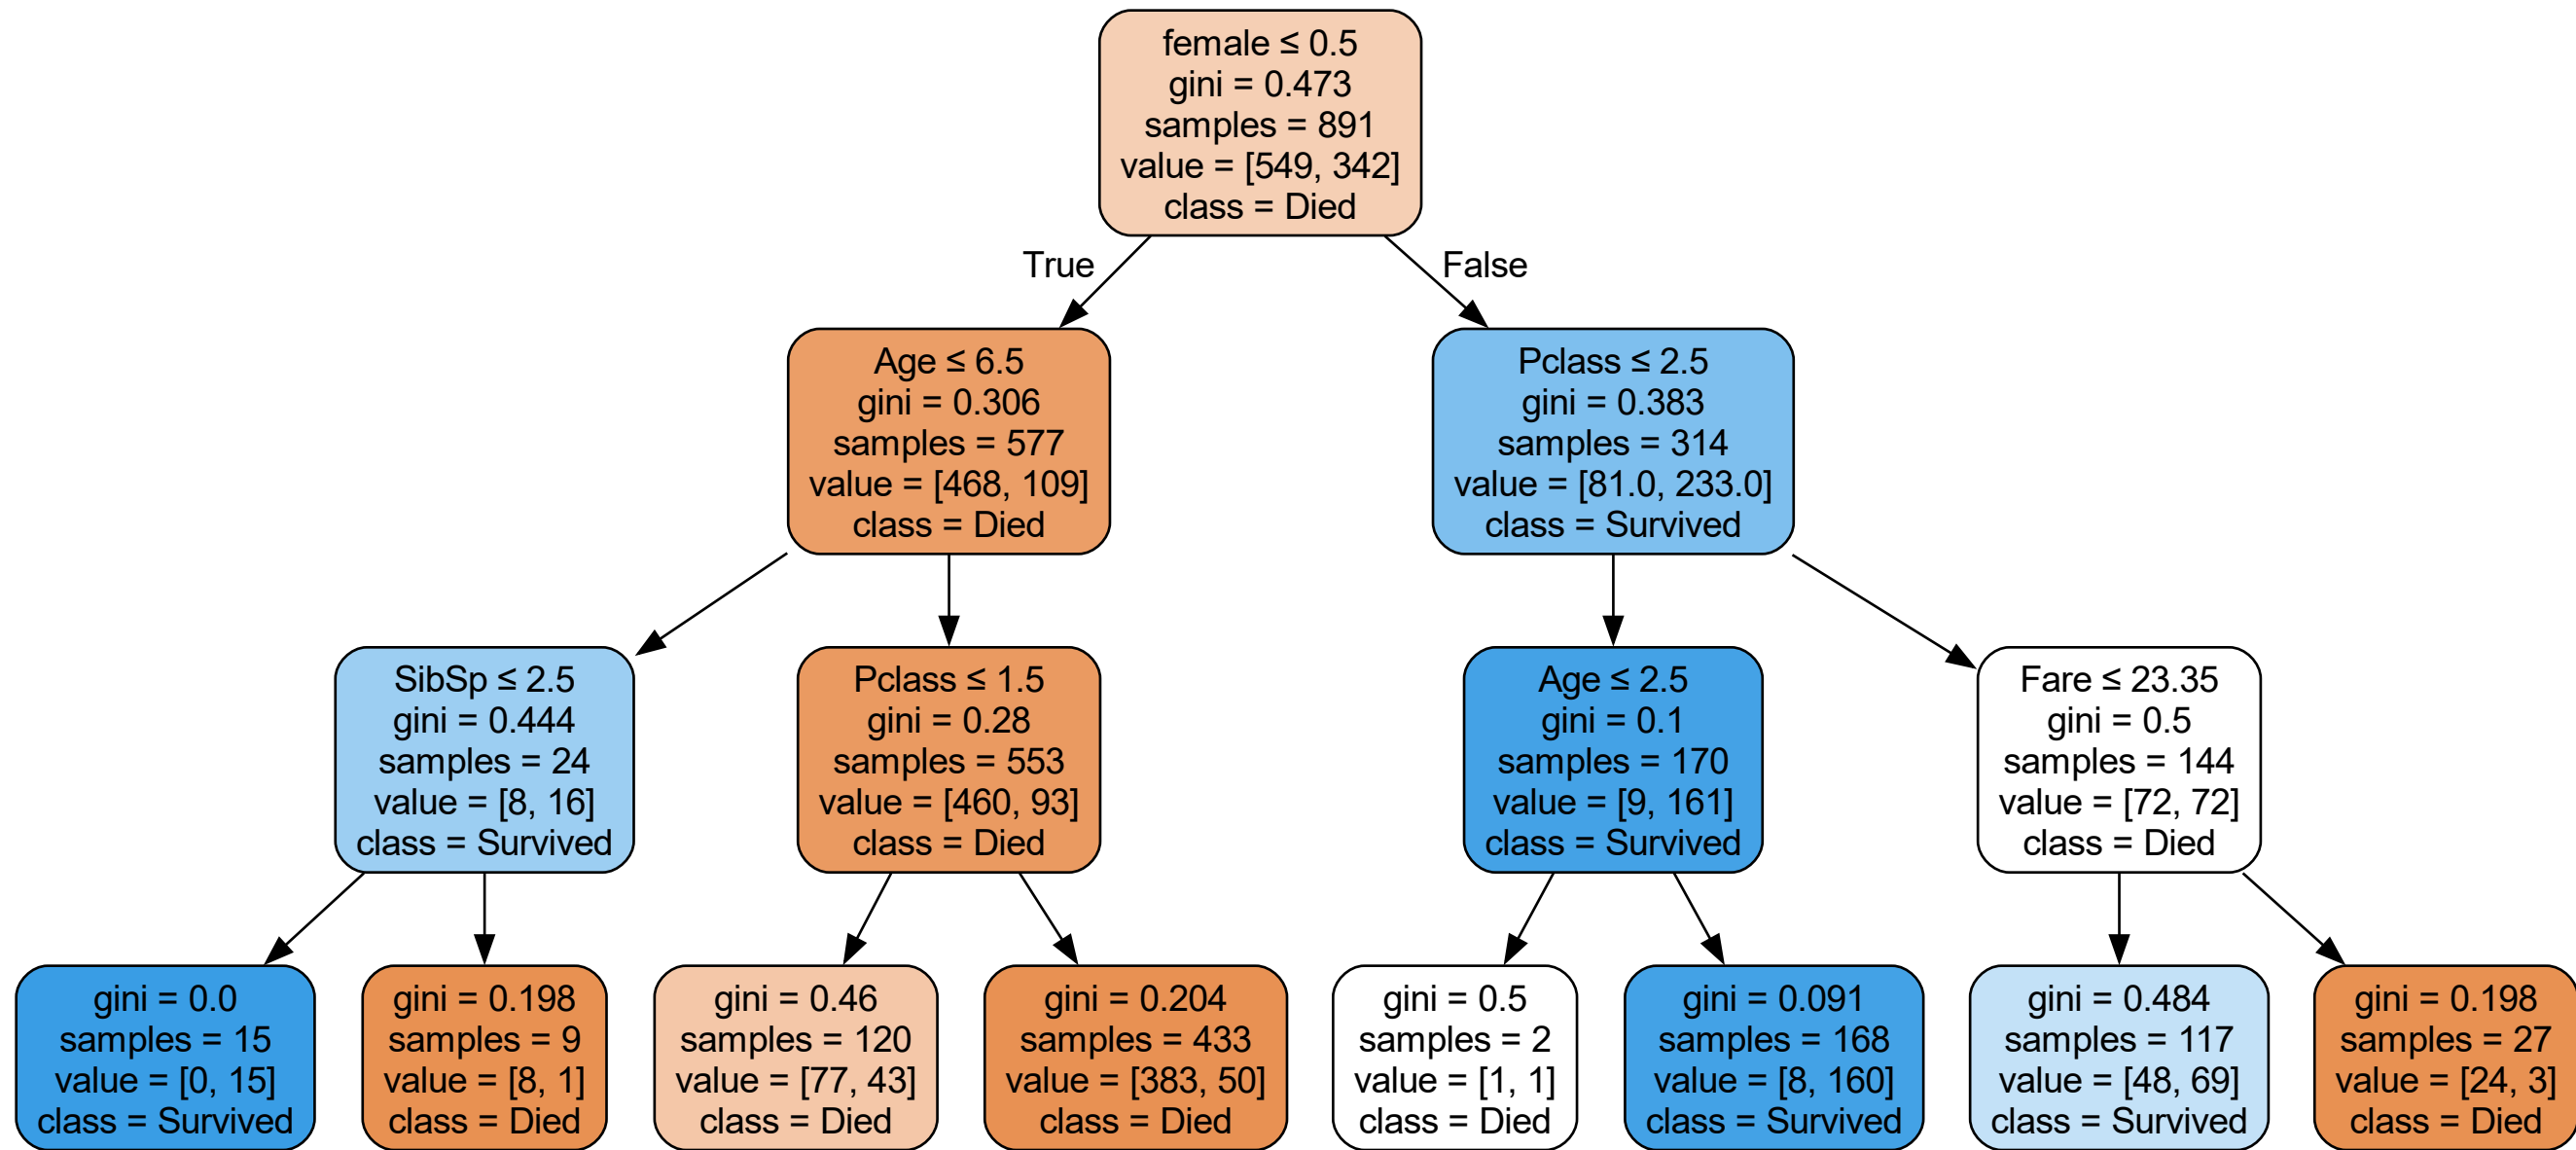 female ≤ 0.5
gini = 0.473
samples = 891
value = [549, 342]
class = Died
True
False
Age ≤ 6.5
gini = 0.306
samples = 577
value = [468, 109]
class = Died
Pclass ≤ 2.5
gini = 0.383
samples = 314
value = [81.0, 233.0]
class = Survived
SibSp ≤ 2.5
gini = 0.444
samples = 24
value = [8, 16]
class = Survived
Pclass ≤ 1.5
gini = 0.28
samples = 553
value = [460, 93]
class = Died
Age ≤ 2.5
gini = 0.1
samples = 170
value = [9, 161]
class = Survived
Fare ≤ 23.35
gini = 0.5
samples = 144
value = [72, 72]
class = Died
gini = 0.0
samples = 15
value = [0, 15]
class = Survived
gini = 0.198
samples = 9
value = [8, 1]
class = Died
gini = 0.46
samples = 120
value = [77, 43]
class = Died
gini = 0.204
samples = 433
value = [383, 50]
class = Died
gini = 0.5
samples = 2
value = [1, 1]
class = Died
gini = 0.091
samples = 168
value = [8, 160]
class = Survived
gini = 0.484
samples = 117
value = [48, 69]
class = Survived
gini = 0.198
samples = 27
value = [24, 3]
class = Died